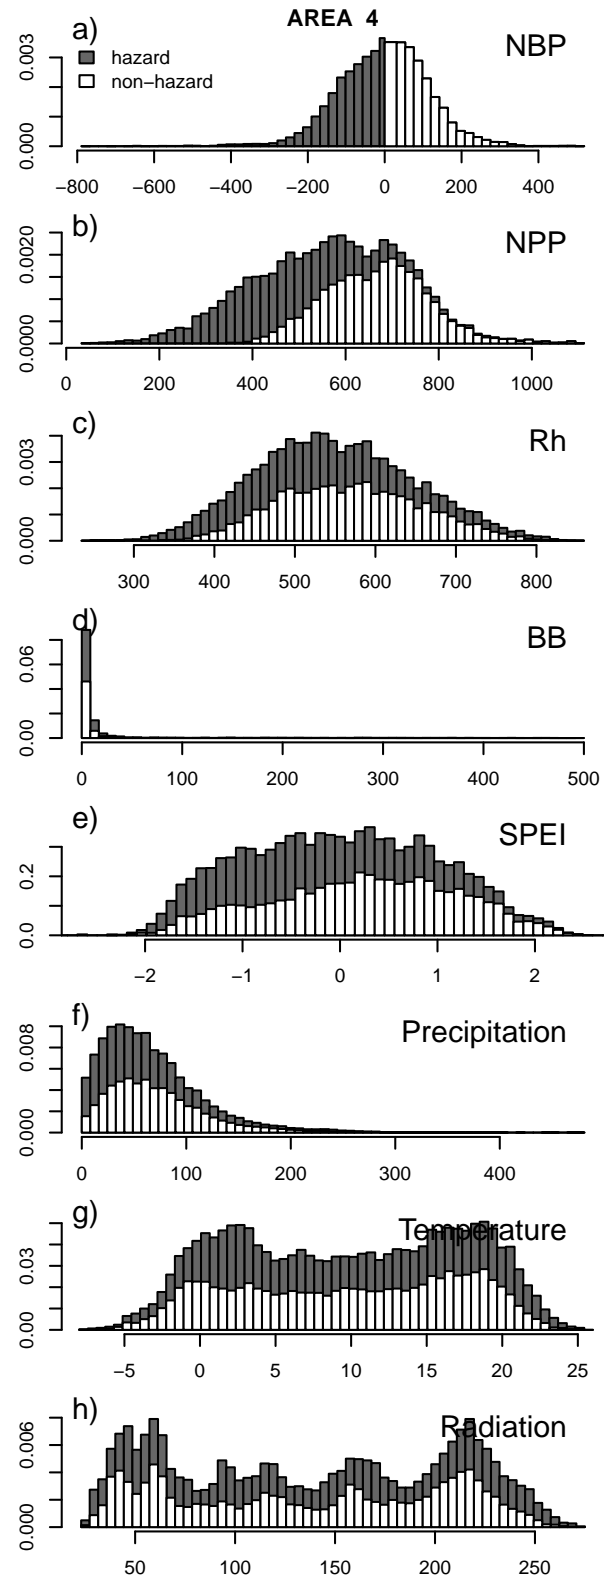 AREA 4
a)
NBP
hazard
non−hazard
0.003
0.000
−800 −600 −400 −200 0 200 400
b)
NPP
0.0020
0.0000
0 200 400 600 800 1000
c)
Rh
0.003
0.000
300 400 500 600 700 800
d)
BB
0.06
0.00
0 100 200 300 400 500
e)
SPEI
0.2
0.0
−2 −1 0 1 2
f)
Precipitation
0.008
0.000
0 100 200 300 400
g)
Temperature
0.03
0.00
−5 0 5 10 15 20 25
h)
Radiation
0.006
0.000
50 100 150 200 250